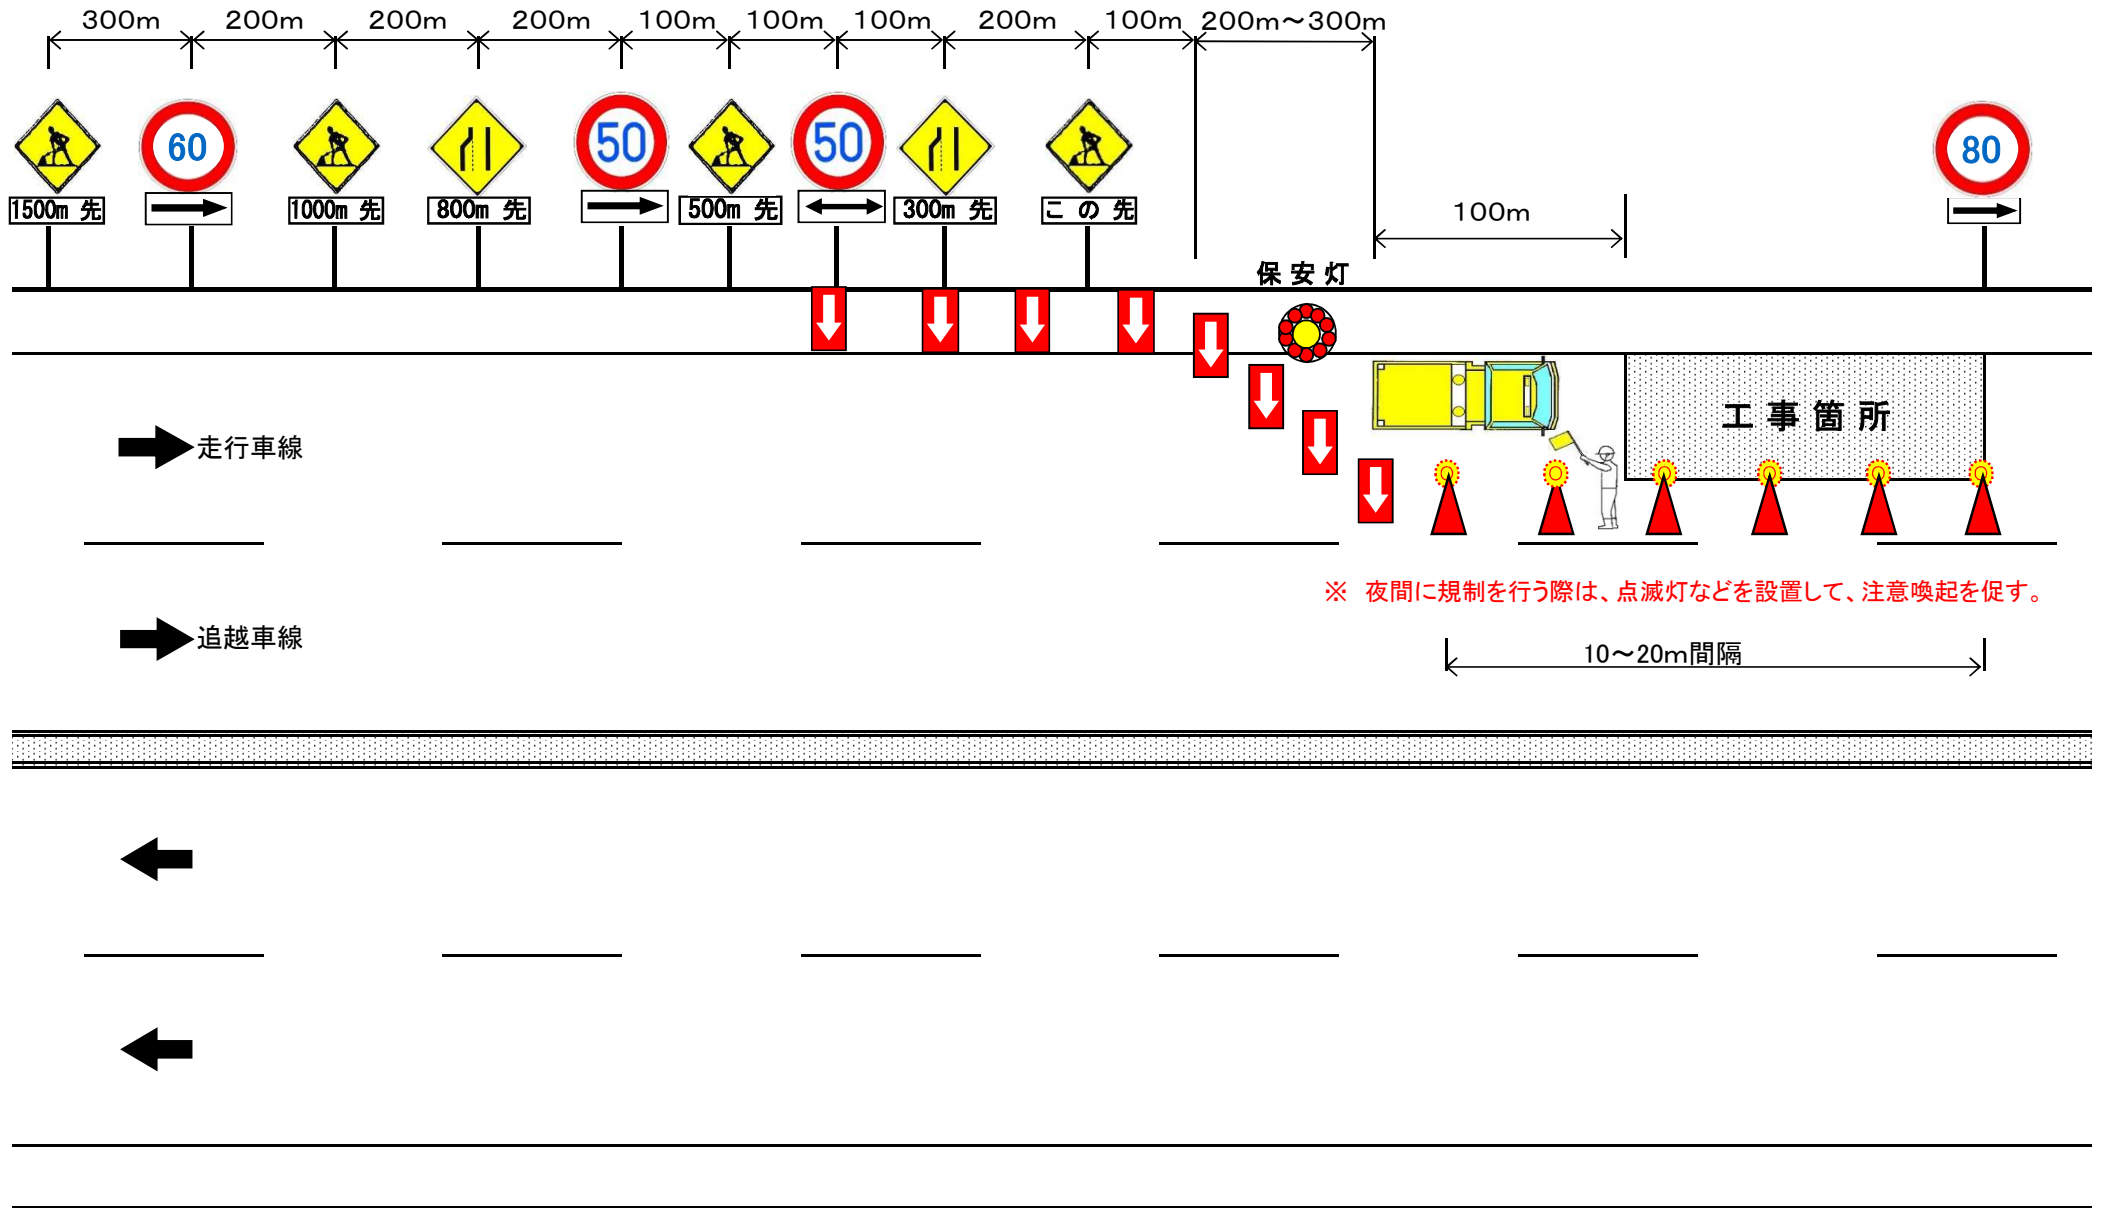 300m 200m 200m 200m 100m 100m 100m 200m 100m 200m～300m
60 50 50 80
1500m 先 1000m 先 800m 先 500m 先 300m 先 この先
100m
保安灯
工事箇所
走行車線
※　夜間に規制を行う際は、点滅灯などを設置して、注意喚起を促す。
追越車線
10～20m間隔